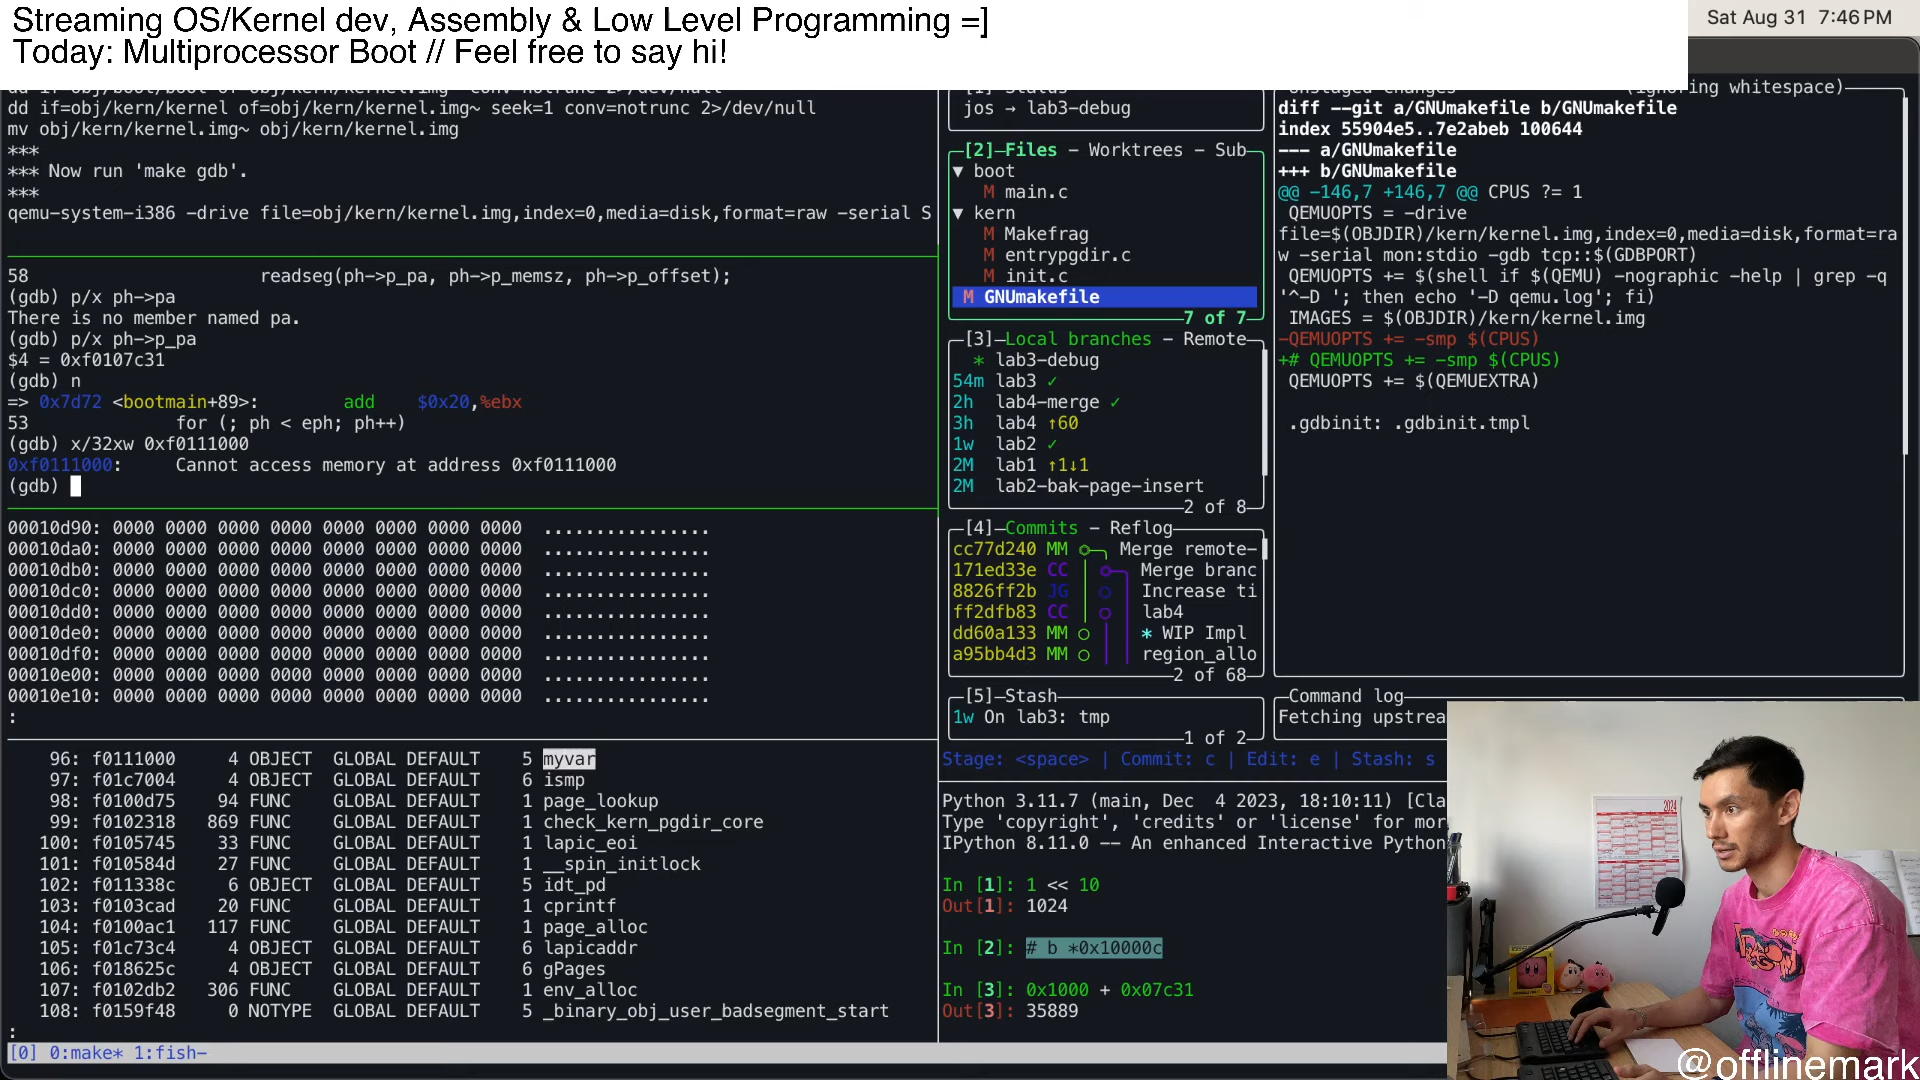 Streaming OS/Kernel dev, Assembly & Low Level Programming =]
Today: Multiprocessor Boot // Feel free to say hi!
Sat Aug 31 7:46 PM
dd if=obj/kern/kernel of=obj/kern/kernel.img~ seek=1 conv=notrunc 2>/dev/null
mv obj/kern/kernel.img~ obj/kern/kernel.img
***
*** Now run 'make gdb'.
***
qemu-system-i386 -drive file=obj/kern/kernel.img,index=0,media=disk,format=raw -serial S
58 readseg(ph->p_pa, ph->p_memsz, ph->p_offset);
(gdb) p/x ph->pa
There is no member named pa.
(gdb) p/x ph->p_pa
$4 = 0xf0107c31
(gdb) n
=> 0x7d72 <bootmain+89>: add $0x20,%ebx
53 for (; ph < eph; ph++)
(gdb) x/32xw 0xf0111000
0xf0111000: Cannot access memory at address 0xf0111000
(gdb)
00010d90: 0000 0000 0000 0000 0000 0000 0000 0000 ................
00010da0: 0000 0000 0000 0000 0000 0000 0000 0000 ................
00010db0: 0000 0000 0000 0000 0000 0000 0000 0000 ................
00010dc0: 0000 0000 0000 0000 0000 0000 0000 0000 ................
00010dd0: 0000 0000 0000 0000 0000 0000 0000 0000 ................
00010de0: 0000 0000 0000 0000 0000 0000 0000 0000 ................
00010df0: 0000 0000 0000 0000 0000 0000 0000 0000 ................
00010e00: 0000 0000 0000 0000 0000 0000 0000 0000 ................
00010e10: 0000 0000 0000 0000 0000 0000 0000 0000 ................
:
96: f0111000 4 OBJECT GLOBAL DEFAULT 5 myvar
97: f01c7004 4 OBJECT GLOBAL DEFAULT 6 ismp
98: f0100d75 94 FUNC GLOBAL DEFAULT 1 page_lookup
99: f0102318 869 FUNC GLOBAL DEFAULT 1 check_kern_pgdir_core
100: f0105745 33 FUNC GLOBAL DEFAULT 1 lapic_eoi
101: f010584d 27 FUNC GLOBAL DEFAULT 1 __spin_initlock
102: f011338c 6 OBJECT GLOBAL DEFAULT 5 idt_pd
103: f0103cad 20 FUNC GLOBAL DEFAULT 1 cprintf
104: f0100ac1 117 FUNC GLOBAL DEFAULT 1 page_alloc
105: f01c73c4 4 OBJECT GLOBAL DEFAULT 6 lapicaddr
106: f018625c 4 OBJECT GLOBAL DEFAULT 6 gPages
107: f0102db2 306 FUNC GLOBAL DEFAULT 1 env_alloc
108: f0159f48 0 NOTYPE GLOBAL DEFAULT 5 _binary_obj_user_badsegment_start
:
[0] 0:make* 1:fish-
jos → lab3-debug
[2]-Files - Worktrees - Sub
▼ boot
M main.c
▼ kern
M Makefrag
M entrypgdir.c
M init.c
M GNUmakefile
7 of 7
[3]-Local branches - Remote
* lab3-debug
54m lab3 ✓
2h lab4-merge ✓
3h lab4 ↑60
1w lab2 ✓
2M lab1 ↑1↓1
2M lab2-bak-page-insert
2 of 8
[4]-Commits - Reflog
cc77d240 MM Merge remote-
171ed33e CC Merge branc
8826ff2b JG Increase ti
ff2dfb83 CC lab4
dd60a133 MM * WIP Impl
a95bb4d3 MM region_allo
2 of 68
[5]-Stash
1w On lab3: tmp
1 of 2
Stage: <space> | Commit: c | Edit: e | Stash: s
ing whitespace)
diff --git a/GNUmakefile b/GNUmakefile
index 55904e5..7e2abeb 100644
--- a/GNUmakefile
+++ b/GNUmakefile
@@ -146,7 +146,7 @@ CPUS ?= 1
QEMUOPTS = -drive
file=$(OBJDIR)/kern/kernel.img,index=0,media=disk,format=ra
w -serial mon:stdio -gdb tcp::$(GDBPORT)
QEMUOPTS += $(shell if $(QEMU) -nographic -help | grep -q
'^-D '; then echo '-D qemu.log'; fi)
IMAGES = $(OBJDIR)/kern/kernel.img
-QEMUOPTS += -smp $(CPUS)
+# QEMUOPTS += -smp $(CPUS)
QEMUOPTS += $(QEMUEXTRA)
.gdbinit: .gdbinit.tmpl
Command log
Fetching upstrea
Python 3.11.7 (main, Dec 4 2023, 18:10:11) [Cla
Type 'copyright', 'credits' or 'license' for mor
IPython 8.11.0 -- An enhanced Interactive Python
In [1]: 1 << 10
Out[1]: 1024
In [2]: # b *0x10000c
In [3]: 0x1000 + 0x07c31
Out[3]: 35889
2024
@offlinemark